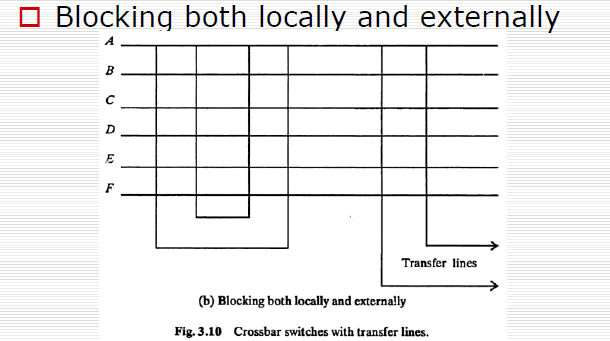 Blocking both locally and externally
A
B
C
D
E
F
Transfer lines
(b) Blocking both locally and externally
Fig. 3.10 Crossbar switches with transfer lines.